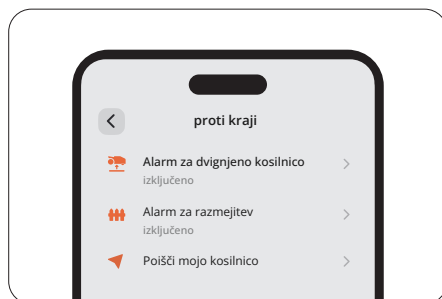 proti kraji
Alarm za dvignjeno kosilnico
izključeno
Alarm za razmejitev
izključeno
Poišči mojo kosilnico